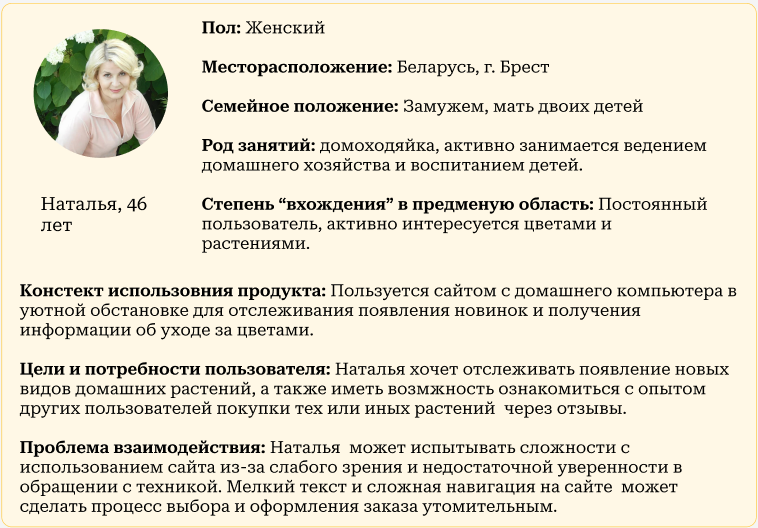 Пол: Женский
Месторасположение: Беларусь, г. Брест
Семейное положение: Замужем, мать двоих детей
Род занятий: домоходяйка, активно занимается ведением
домашнего хозяйства и воспитанием детей.
Наталья, 46
лет
Степень “вхождения” в предменую область: Постоянный
пользователь, активно интересуется цветами и
растениями.
Констект использовния продукта: Пользуется сайтом с домашнего компьютера в
уютной обстановке для отслеживания появления новинок и получения
информации об уходе за цветами.
Цели и потребности пользователя: Наталья хочет отслеживать появление новых
видов домашних растений, а также иметь возмжность ознакомиться с опытом
других пользователей покупки тех или иных растений  через отзывы.
Проблема взаимодействия: Наталья  может испытывать сложности с
использованием сайта из-за слабого зрения и недостаточной уверенности в
обращении с техникой. Мелкий текст и сложная навигация на сайте  может
сделать процесс выбора и оформления заказа утомительным.